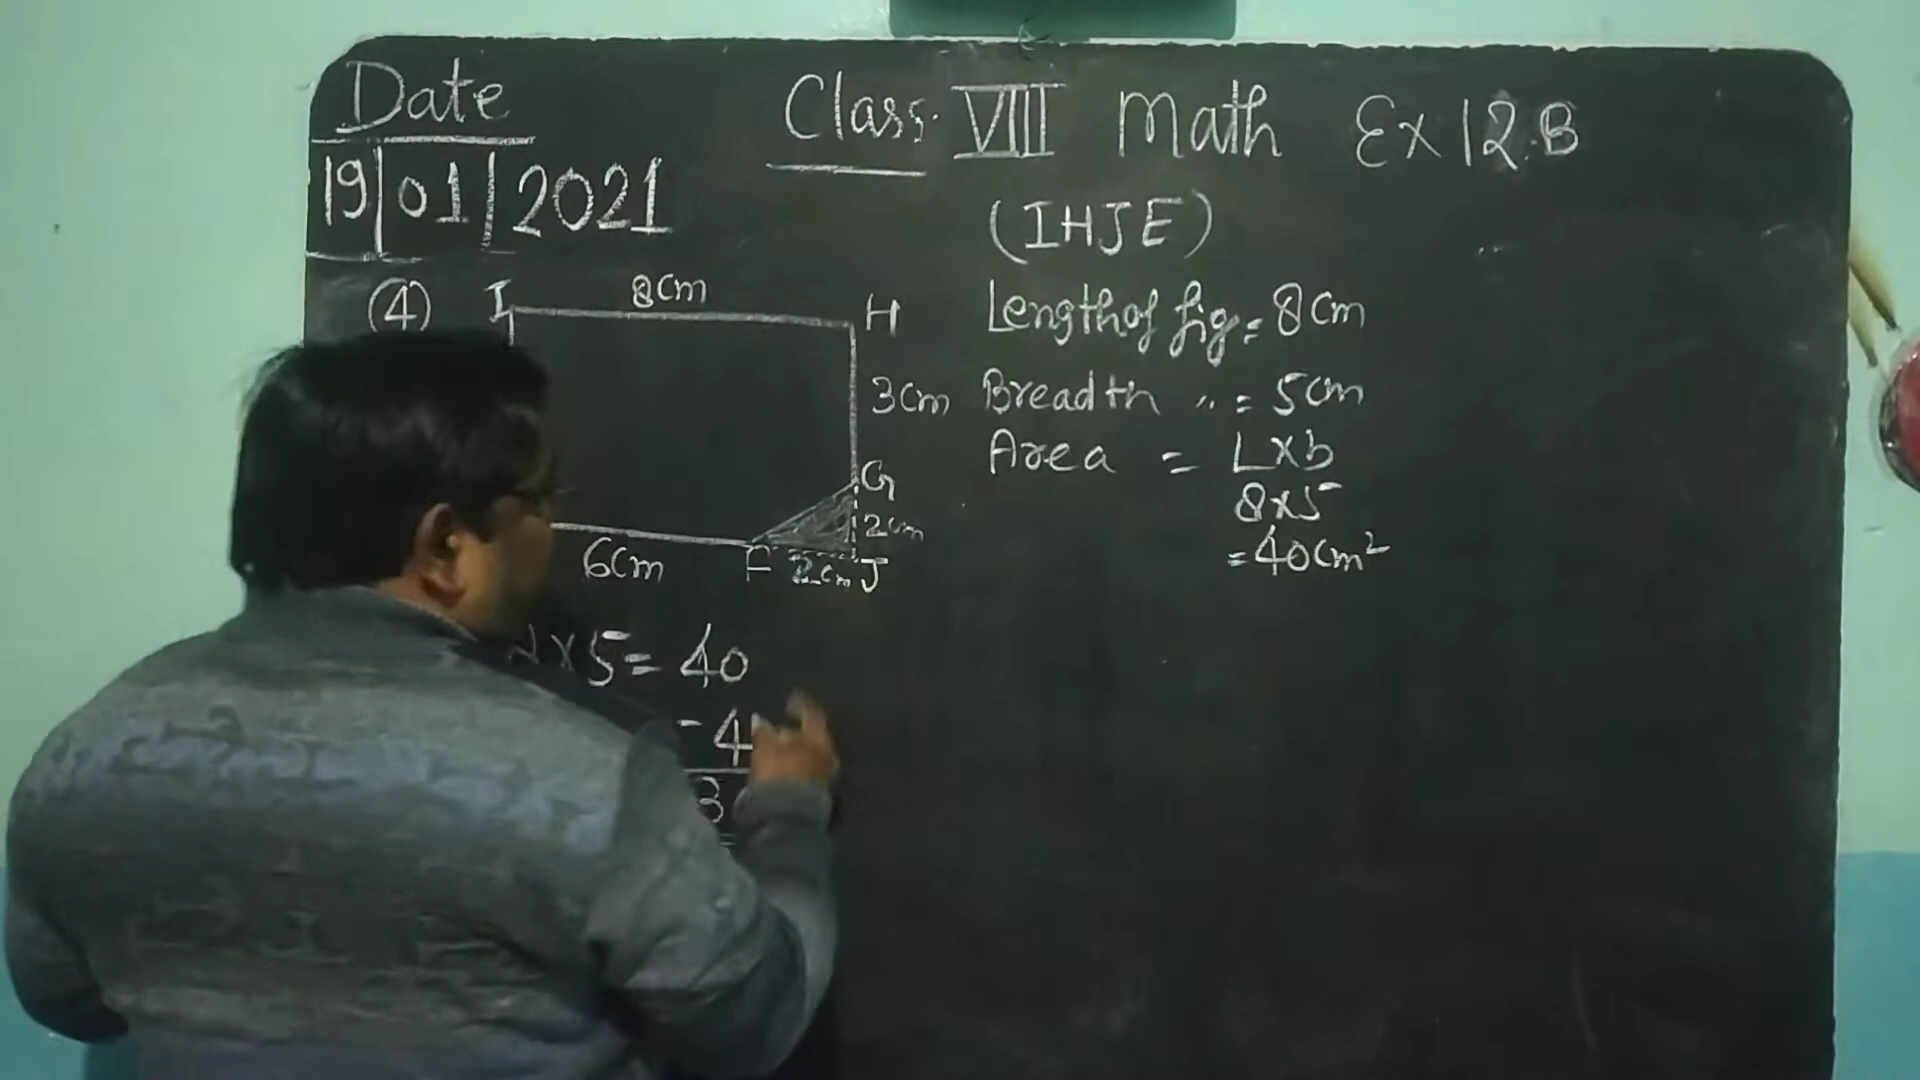 Date
19/01/2021
Class. VIII Math Ex 12.B
(IHJE)
(4) I 8cm H
3cm
G
2cm
6cm F 2cm J
Length of fig = 8cm
Breadth " = 5cm
Area = L×b
8×5
=40cm²
×5=40
-4
3